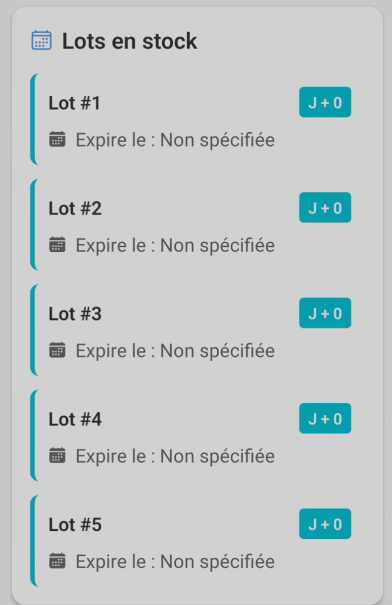 Lots en stock
Lot #1 J + 0
Expire le : Non spécifiée
Lot #2 J + 0
Expire le : Non spécifiée
Lot #3 J + 0
Expire le : Non spécifiée
Lot #4 J + 0
Expire le : Non spécifiée
Lot #5 J + 0
Expire le : Non spécifiée